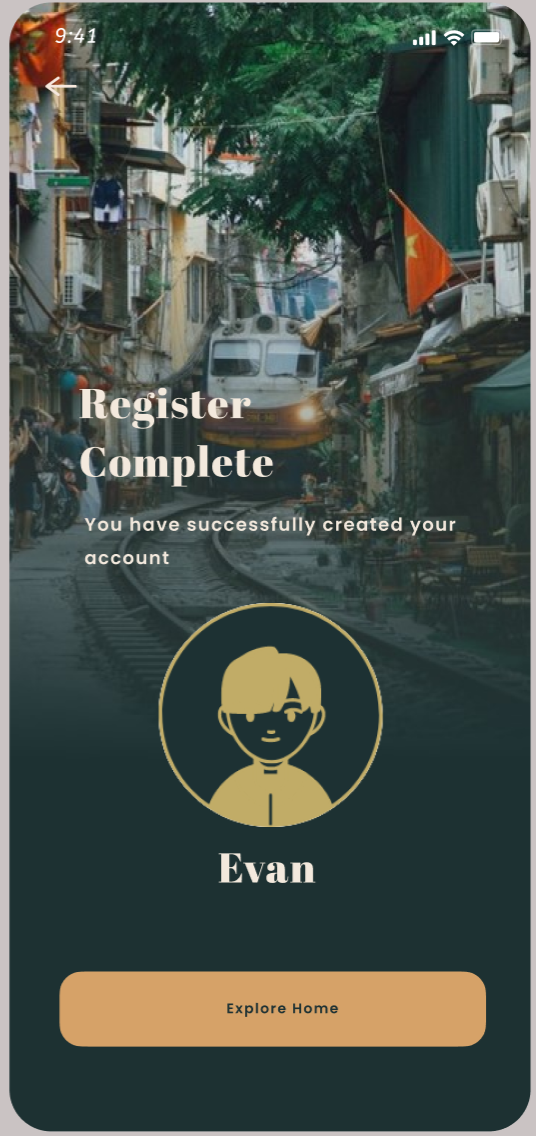 9:41
Register
Complete
You have successfully created your
account
Evan
Explore Home